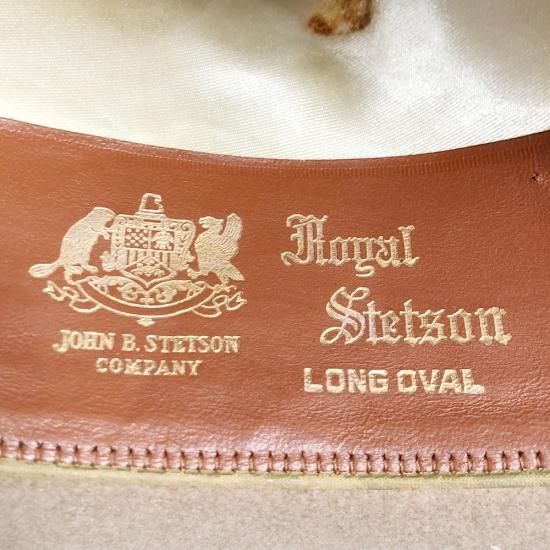 JOHN B. STETSON
COMPANY
Royal
Stetson
LONG OVAL